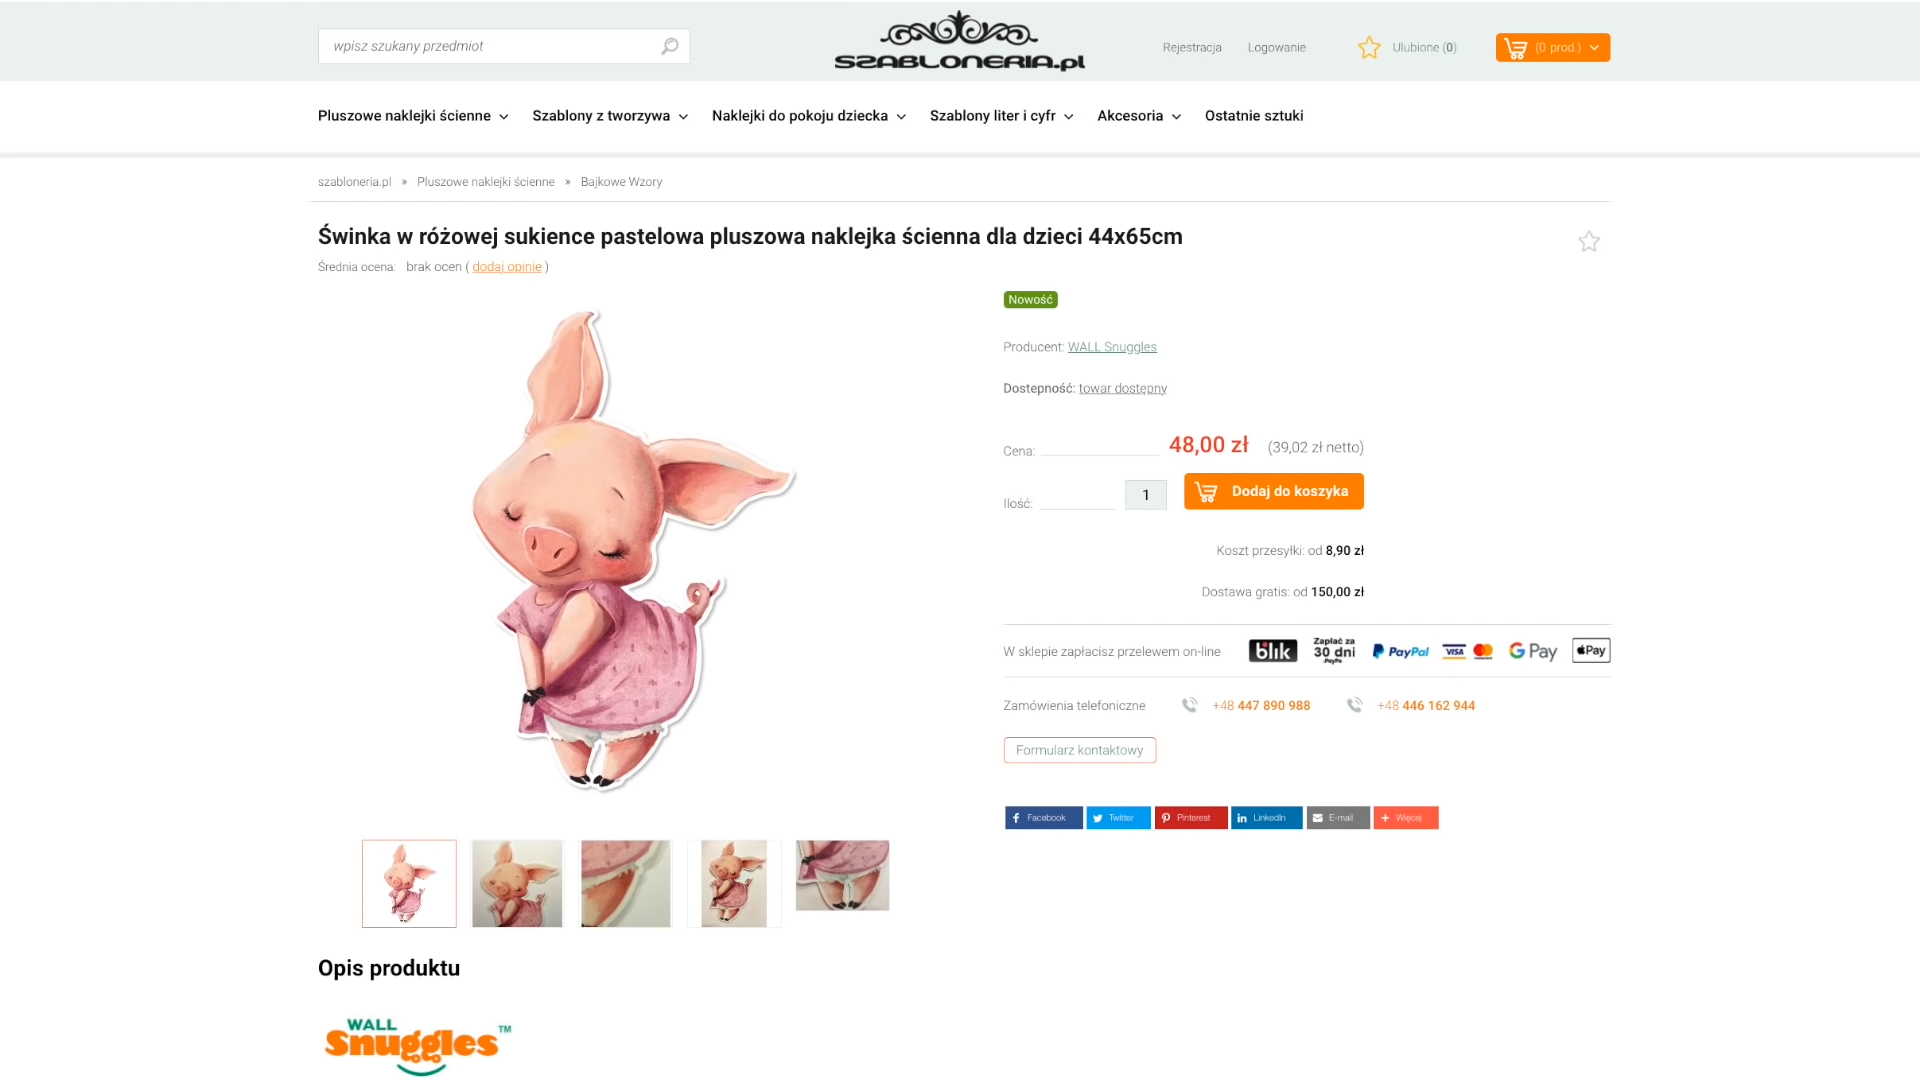 wpisz szukany przedmiot
SZABLONERIA.pl
Rejestracja
Logowanie
Ulubione (0)
(0 prod.)
Pluszowe naklejki ścienne
Szablony z tworzywa
Naklejki do pokoju dziecka
Szablony liter i cyfr
Akcesoria
Ostatnie sztuki
szabloneria.pl » Pluszowe naklejki ścienne » Bajkowe Wzory
Świnka w różowej sukience pastelowa pluszowa naklejka ścienna dla dzieci 44x65cm
Średnia ocena: brak ocen ( dodaj opinie )
Nowość
Producent: WALL Snuggles
Dostepność: towar dostępny
Cena: 48,00 zł (39,02 zł netto)
Ilość: 1 Dodaj do koszyka
Koszt przesyłki: od 8,90 zł
Dostawa gratis: od 150,00 zł
W sklepie zapłacisz przelewem on-line
blik
Zapłać za
30 dni
PayPo
PayPal
VISA
G Pay
Pay
Zamówienia telefoniczne
+48 447 890 988
+48 446 162 944
Formularz kontaktowy
Facebook
Twitter
Pinterest
LinkedIn
E-mail
Więcej
Opis produktu
WALL
Snuggles TM